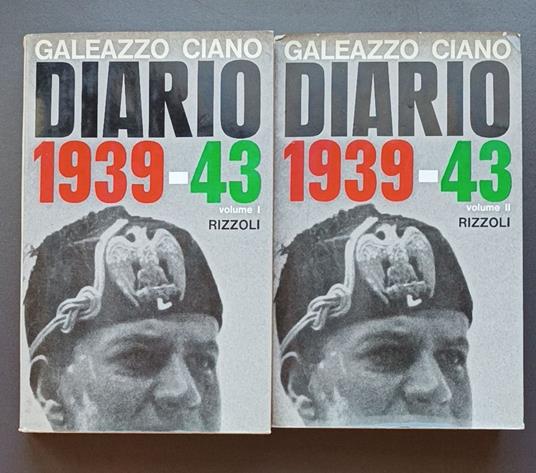 GALEAZZO CIANO
DIARIO
1939-43
volume I
RIZZOLI
GALEAZZO CIANO
DIARIO
1939-43
volume II
RIZZOLI